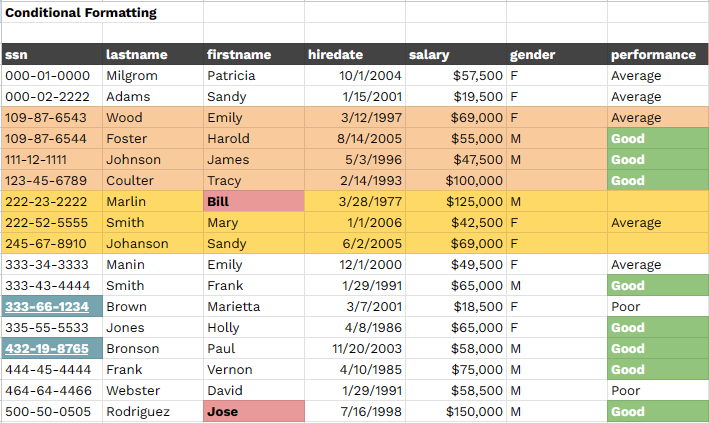 Conditional Formatting
ssn lastname firstname hiredate salary gender performance
000-01-0000 Milgrom Patricia 10/1/2004 $57,500 F Average
000-02-2222 Adams Sandy 1/15/2001 $19,500 F Average
109-87-6543 Wood Emily 3/12/1997 $69,000 F Average
109-87-6544 Foster Harold 8/14/2005 $55,000 M Good
111-12-1111 Johnson James 5/3/1996 $47,500 M Good
123-45-6789 Coulter Tracy 2/14/1993 $100,000 Good
222-23-2222 Marlin Bill 3/28/1977 $125,000 M
222-52-5555 Smith Mary 1/1/2006 $42,500 F Average
245-67-8910 Johanson Sandy 6/2/2005 $69,000 F
333-34-3333 Manin Emily 12/1/2000 $49,500 F Average
333-43-4444 Smith Frank 1/29/1991 $65,000 M Good
333-66-1234 Brown Marietta 3/7/2001 $18,500 F Poor
335-55-5533 Jones Holly 4/8/1986 $65,000 F Good
432-19-8765 Bronson Paul 11/20/2003 $58,000 M Good
444-45-4444 Frank Vernon 4/10/1985 $75,000 M Good
464-64-4466 Webster David 1/29/1991 $58,500 M Poor
500-50-0505 Rodriguez Jose 7/16/1998 $150,000 M Good